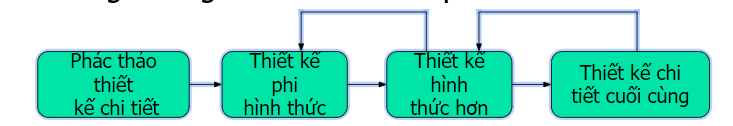 Phác thảo
thiết
kế chi tiết
Thiết kế
phi
hình thức
Thiết kế
hình
thức hơn
Thiết kế chi
tiết cuối cùng